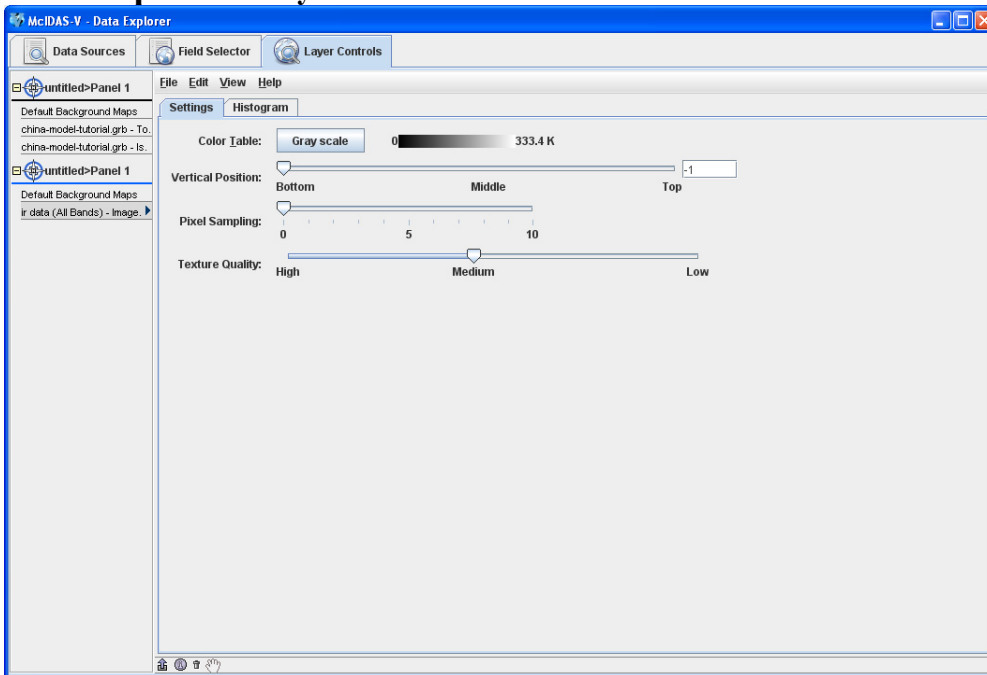 McIDAS-V - Data Explorer
Data Sources
Field Selector
Layer Controls
untitled>Panel 1
Default Background Maps
china-model-tutorial.grb - To.
china-model-tutorial.grb - Is.
untitled>Panel 1
Default Background Maps
ir data (All Bands) - Image.
File Edit View Help
Settings Histogram
Color Table: Gray scale 0 333.4 K
Vertical Position: -1
Bottom Middle Top
Pixel Sampling:
0 5 10
Texture Quality:
High Medium Low